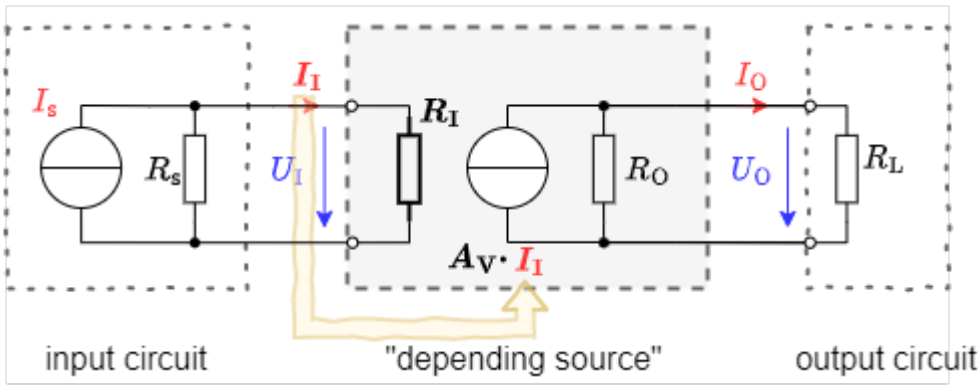 I_s
R_s
I_I
U_I
R_I
A_V· I_I
R_O
I_O
U_O
R_L
input circuit
"depending source"
output circuit